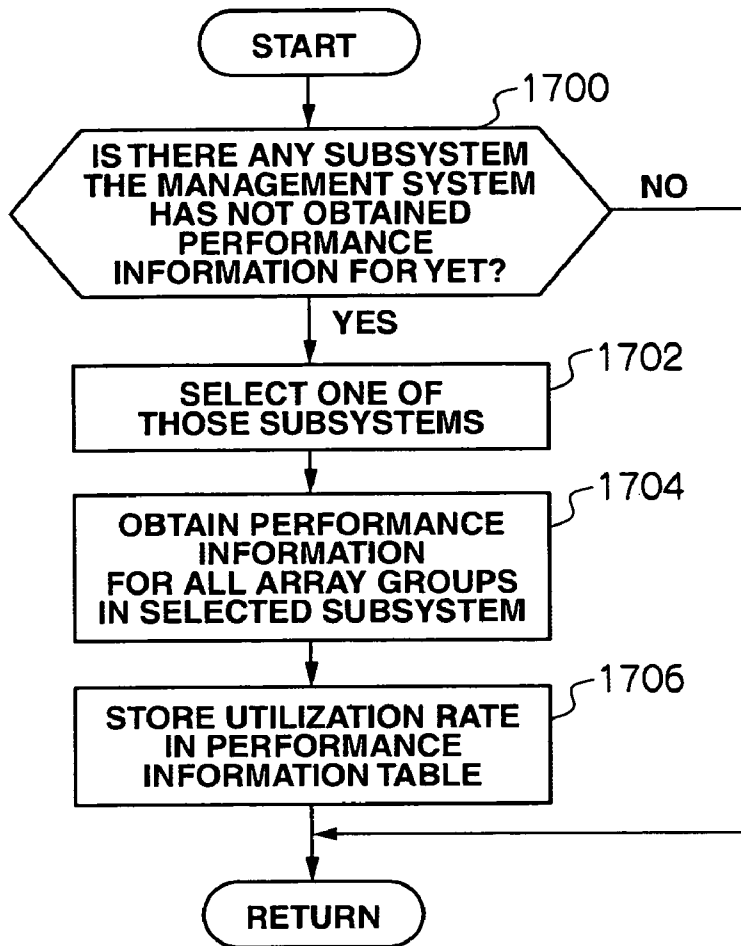 START
1700
IS THERE ANY SUBSYSTEM
THE MANAGEMENT SYSTEM
HAS NOT OBTAINED
PERFORMANCE
INFORMATION FOR YET?
NO
YES
1702
SELECT ONE OF
THOSE SUBSYSTEMS
1704
OBTAIN PERFORMANCE
INFORMATION
FOR ALL ARRAY GROUPS
IN SELECTED SUBSYSTEM
1706
STORE UTILIZATION RATE
IN PERFORMANCE
INFORMATION TABLE
RETURN